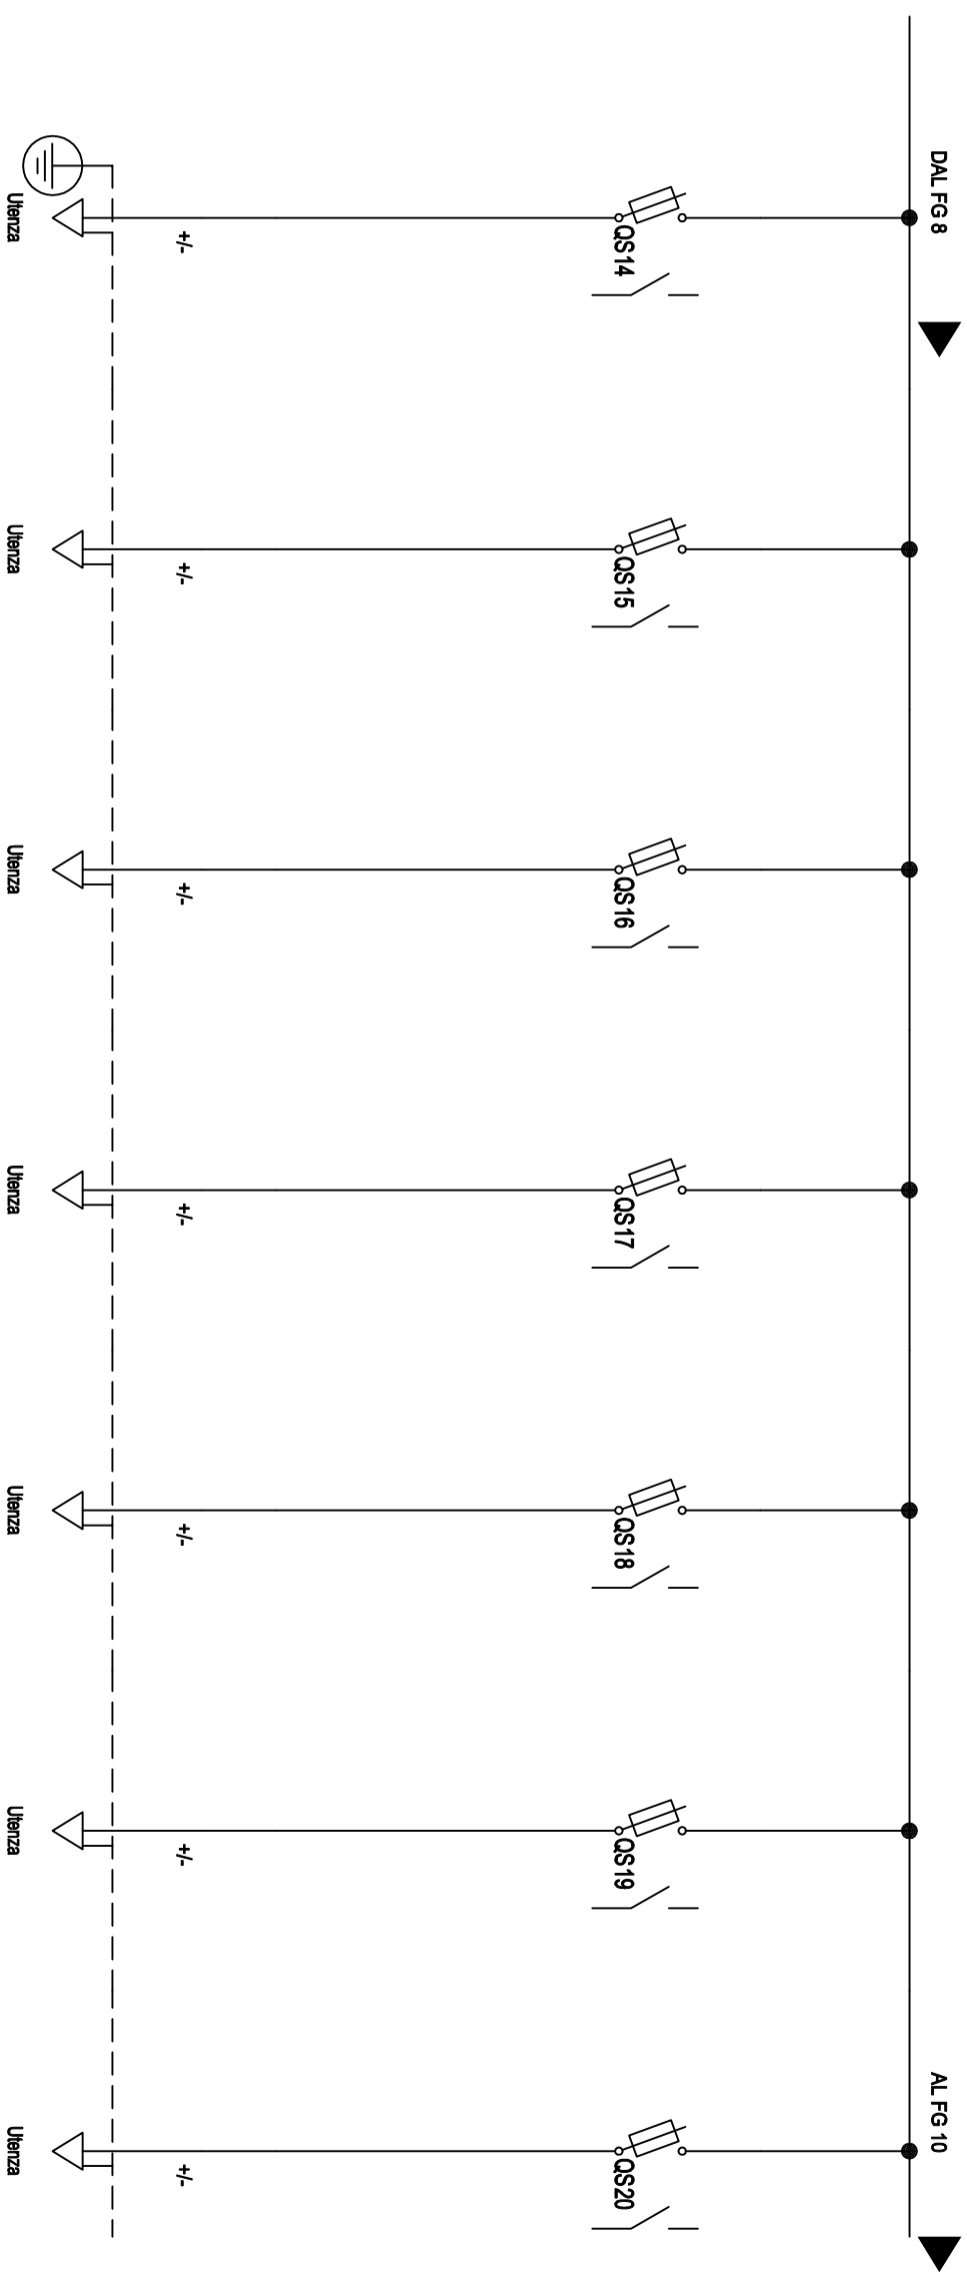 DAL FG 8
AL FG 10
QS14
QS15
QS16
QS17
QS18
QS19
QS20
+/-
+/-
+/-
+/-
+/-
+/-
+/-
Utenza
Utenza
Utenza
Utenza
Utenza
Utenza
Utenza